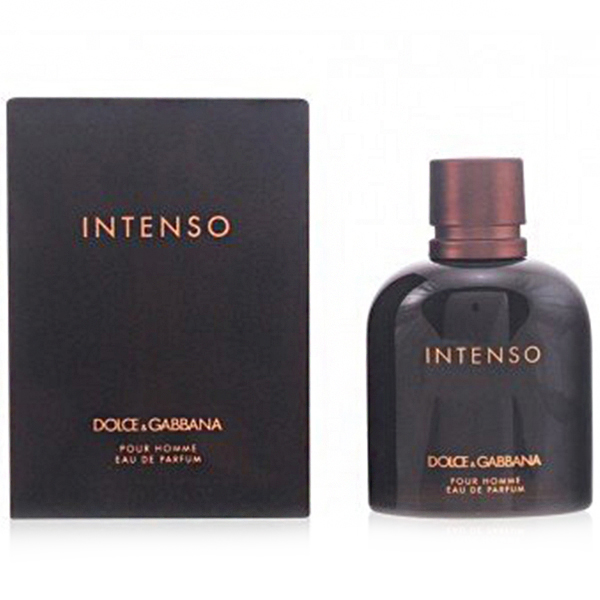 INTENSO
DOLCE & GABBANA
POUR HOMME
EAU DE PARFUM
INTENSO
DOLCE & GABBANA
POUR HOMME
EAU DE PARFUM